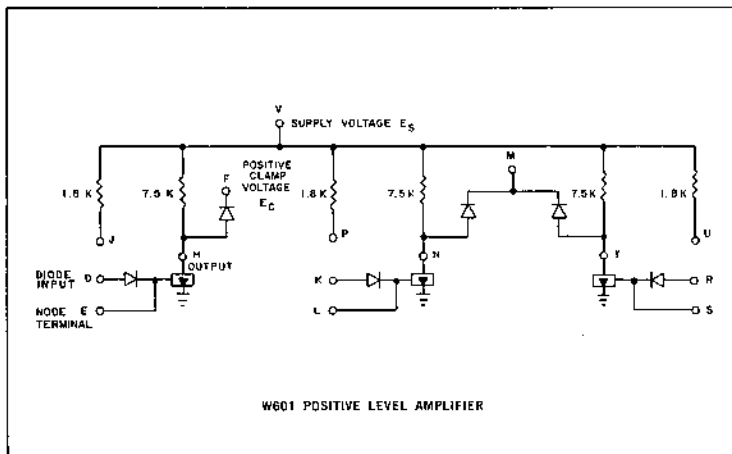 V
SUPPLY VOLTAGE ES
M
POSITIVE
CLAMP
VOLTAGE
EC
F
1.8 K
7.5 K
1.8 K
7.5 K
7.5 K
1.8 K
J
P
U
H
OUTPUT
N
Y
DIODE
INPUT D
K
R
NODE
TERMINAL E
L
S
W601 POSITIVE LEVEL AMPLIFIER